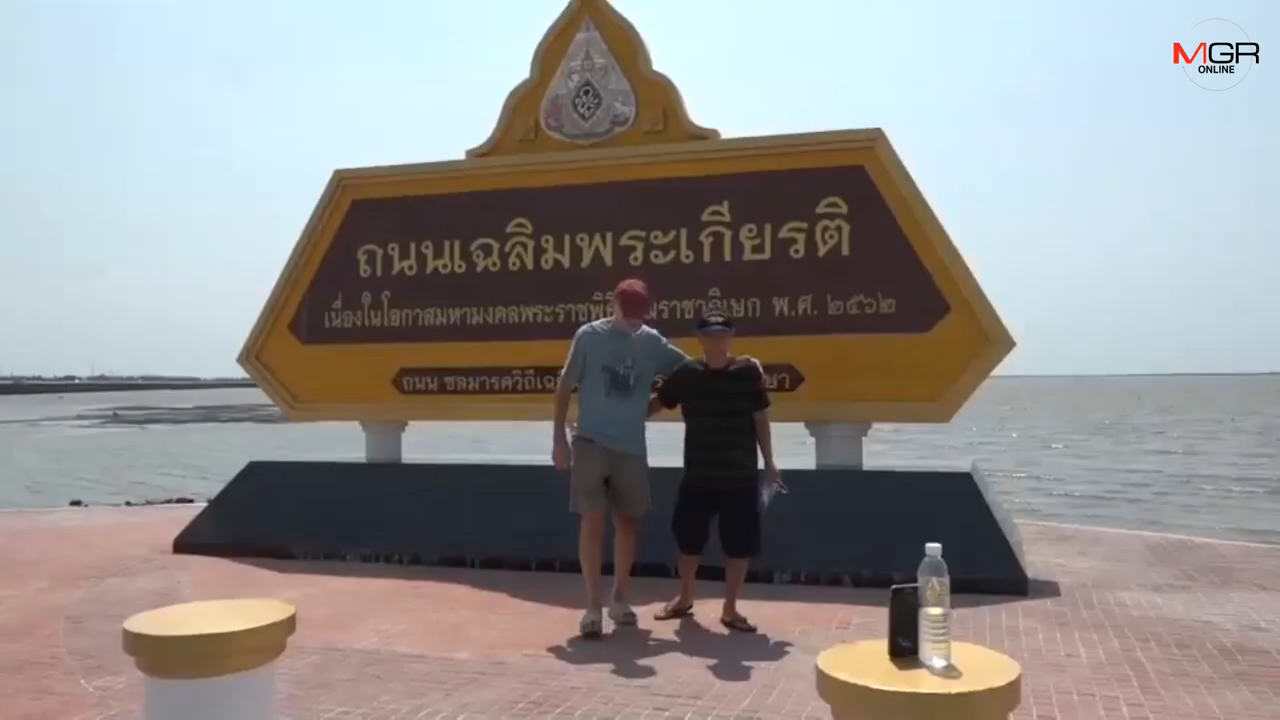 MGR
ONLINE
ถนนเฉลิมพระเกียรติ
เนื่องในโอกาสมหามงคลพระราชพิธี ราชาภิเษก พ.ศ. ๒๕๖๒
ถนน ชลมารควิถี